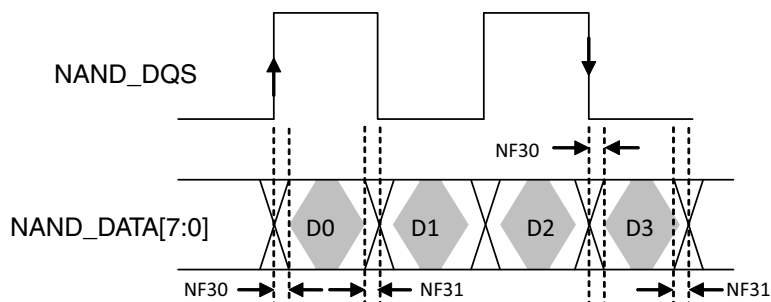 NAND_DQS
NF30
NAND_DATA[7:0] D0 D1 D2 D3
NF30 NF31 NF31